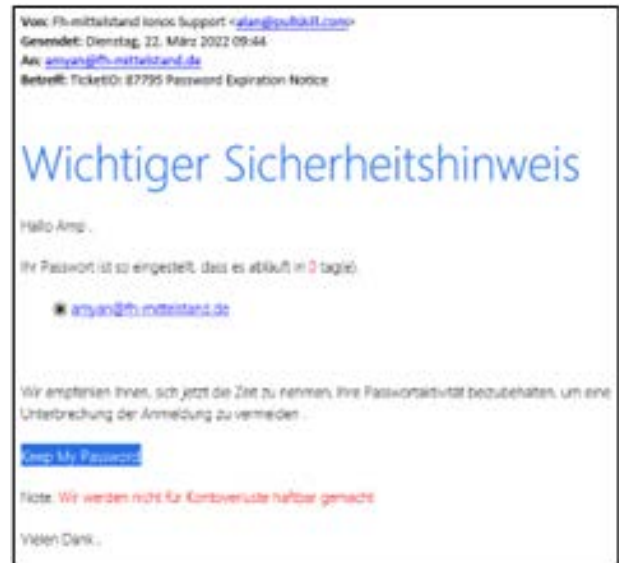 Von: Fh-mittelstand Ionos Support <alan@pullskill.com>
Gesendet: Dienstag, 22. März 2022 09:44
An: amyan@fh-mittelstand.de
Betreff: TicketID: 87795 Password Expiration Notice
Wichtiger Sicherheitshinweis
Hallo Amp .
Ihr Passwort ist so eingestellt, dass es abläuft in 0 tag(e).
amyan@fh-mittelstand.de
Wir empfehlen Ihnen, sich jetzt die Zeit zu nehmen, Ihre Passwortaktivität beizubehalten, um eine
Unterbrechung der Anmeldung zu vermeiden .
Keep My Password
Note: Wir werden nicht für Kontoverluste haftbar gemacht
Vielen Dank .